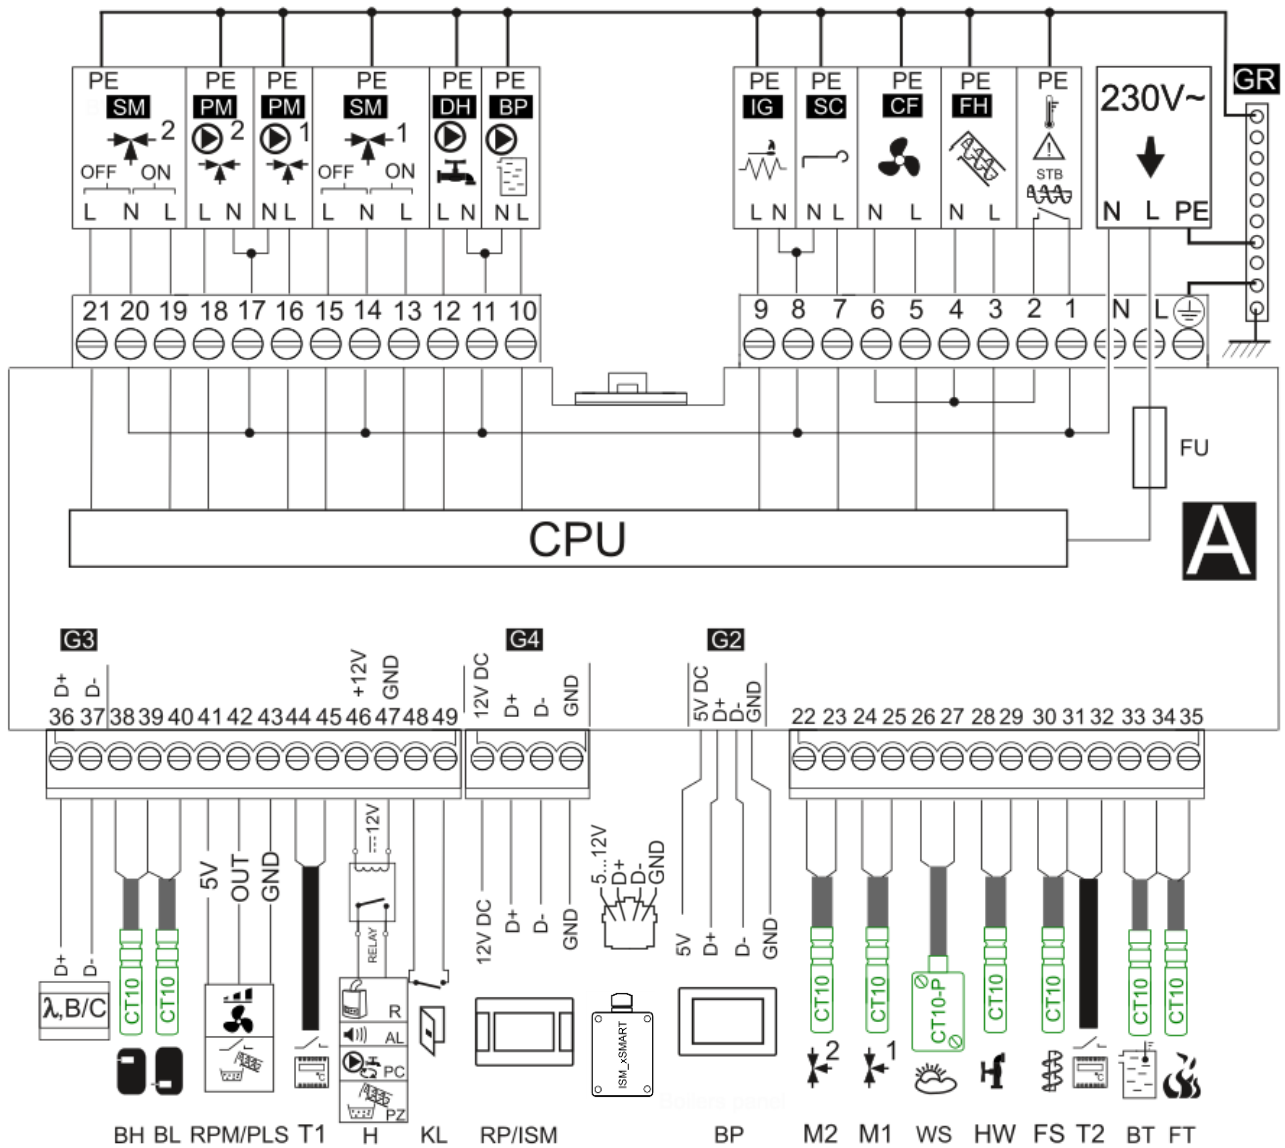 PE PE PE PE PE PE PE PE PE PE PE 230V~ GR
SM PM PM SM DH BP IG SC CF FH
2 2 1 1
STB
OFF ON OFF ON
L N L L N N L L N L L N N L L N N L N L N L N L PE
21 20 19 18 17 16 15 14 13 12 11 10 9 8 7 6 5 4 3 2 1 N L
FU
CPU
A
G3 G4 G2
D+ D- +12V GND 12V DC D+ D- GND 5V DC D+ D- GND
36 37 38 39 40 41 42 43 44 45 46 47 48 49 22 23 24 25 26 27 28 29 30 31 32 33 34 35
12V
5...12V D+ D- GND
5V OUT GND
RELAY
D+ D- 12V DC D+ D- GND 5V D+ D- GND
λ,B/C CT10 CT10 CT10 CT10 CT10-P CT10 CT10 CT10 CT10
R
AL
PC
PZ
ISM_xSMART
2 1
°C °C
BH BL RPM/PLS T1 H KL RP/ISM BP M2 M1 WS HW FS T2 BT FT